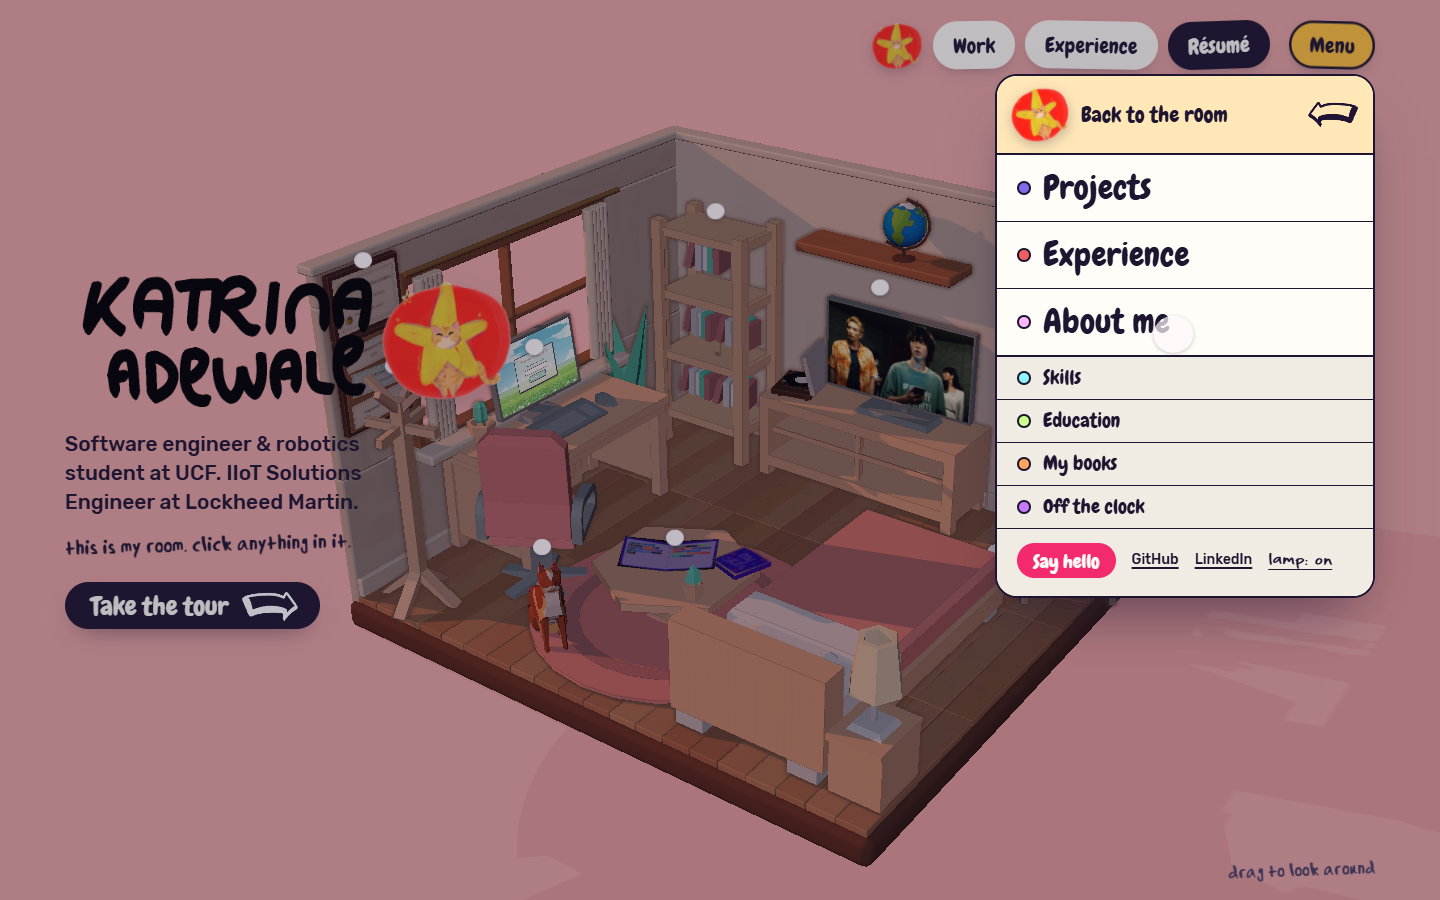 Work
Experience
Résumé
Menu
Back to the room
Projects
Experience
About me
Skills
Education
My books
Off the clock
Say hello
GitHub
LinkedIn
lamp: on
KATRINA
ADEWALE
Software engineer & robotics
student at UCF. IIoT Solutions
Engineer at Lockheed Martin.
this is my room. click anything in it.
Take the tour
drag to look around